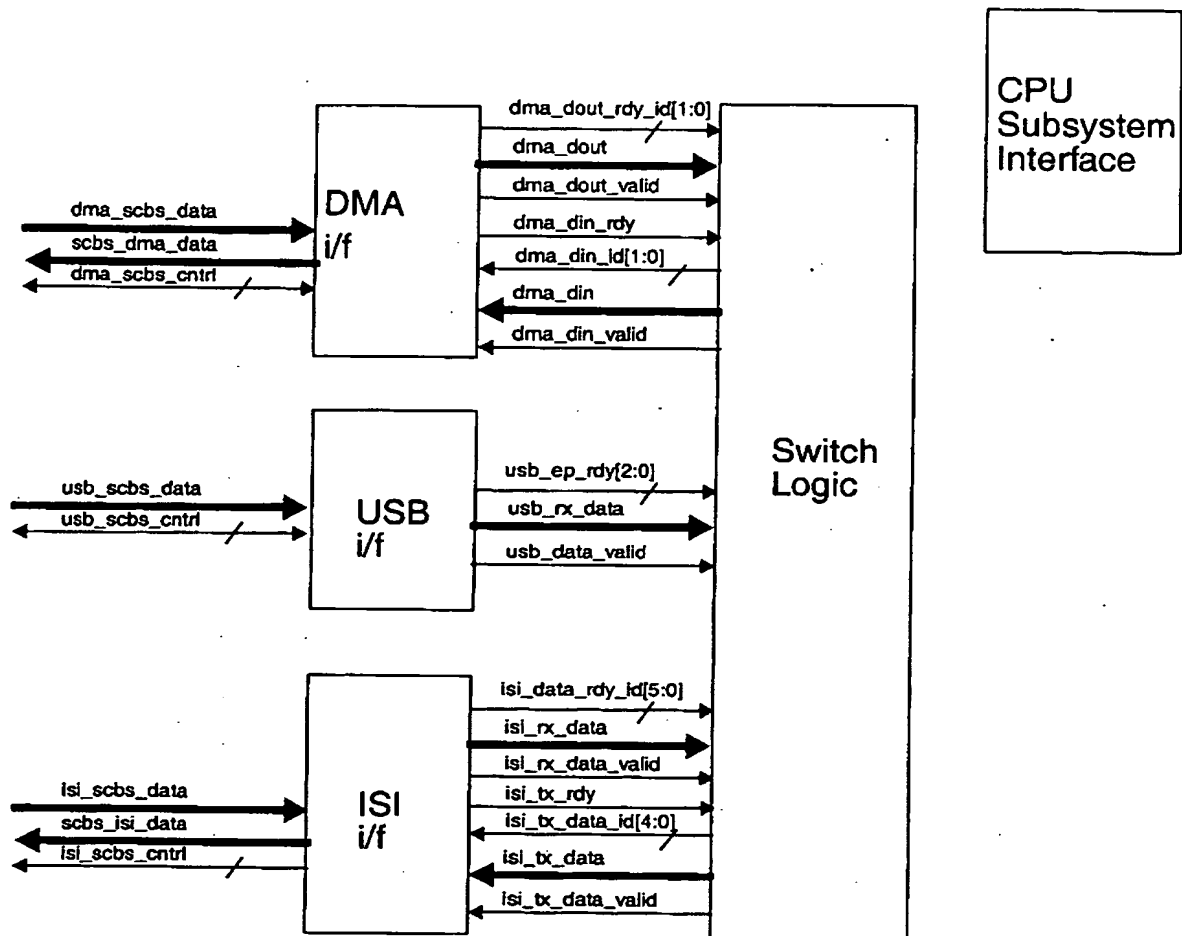 CPU
Subsystem
Interface
dma_dout_rdy_id[1:0]
dma_dout
dma_dout_valid
dma_din_rdy
dma_din_id[1:0]
dma_din
dma_din_valid
DMA
i/f
dma_scbs_data
scbs_dma_data
dma_scbs_cntrl
Switch
Logic
usb_ep_rdy[2:0]
usb_rx_data
usb_data_valid
USB
i/f
usb_scbs_data
usb_scbs_cntrl
isi_data_rdy_id[5:0]
isi_rx_data
isi_rx_data_valid
isi_tx_rdy
isi_tx_data_id[4:0]
isi_tx_data
isi_tx_data_valid
ISI
i/f
isi_scbs_data
scbs_isi_data
isi_scbs_cntrl